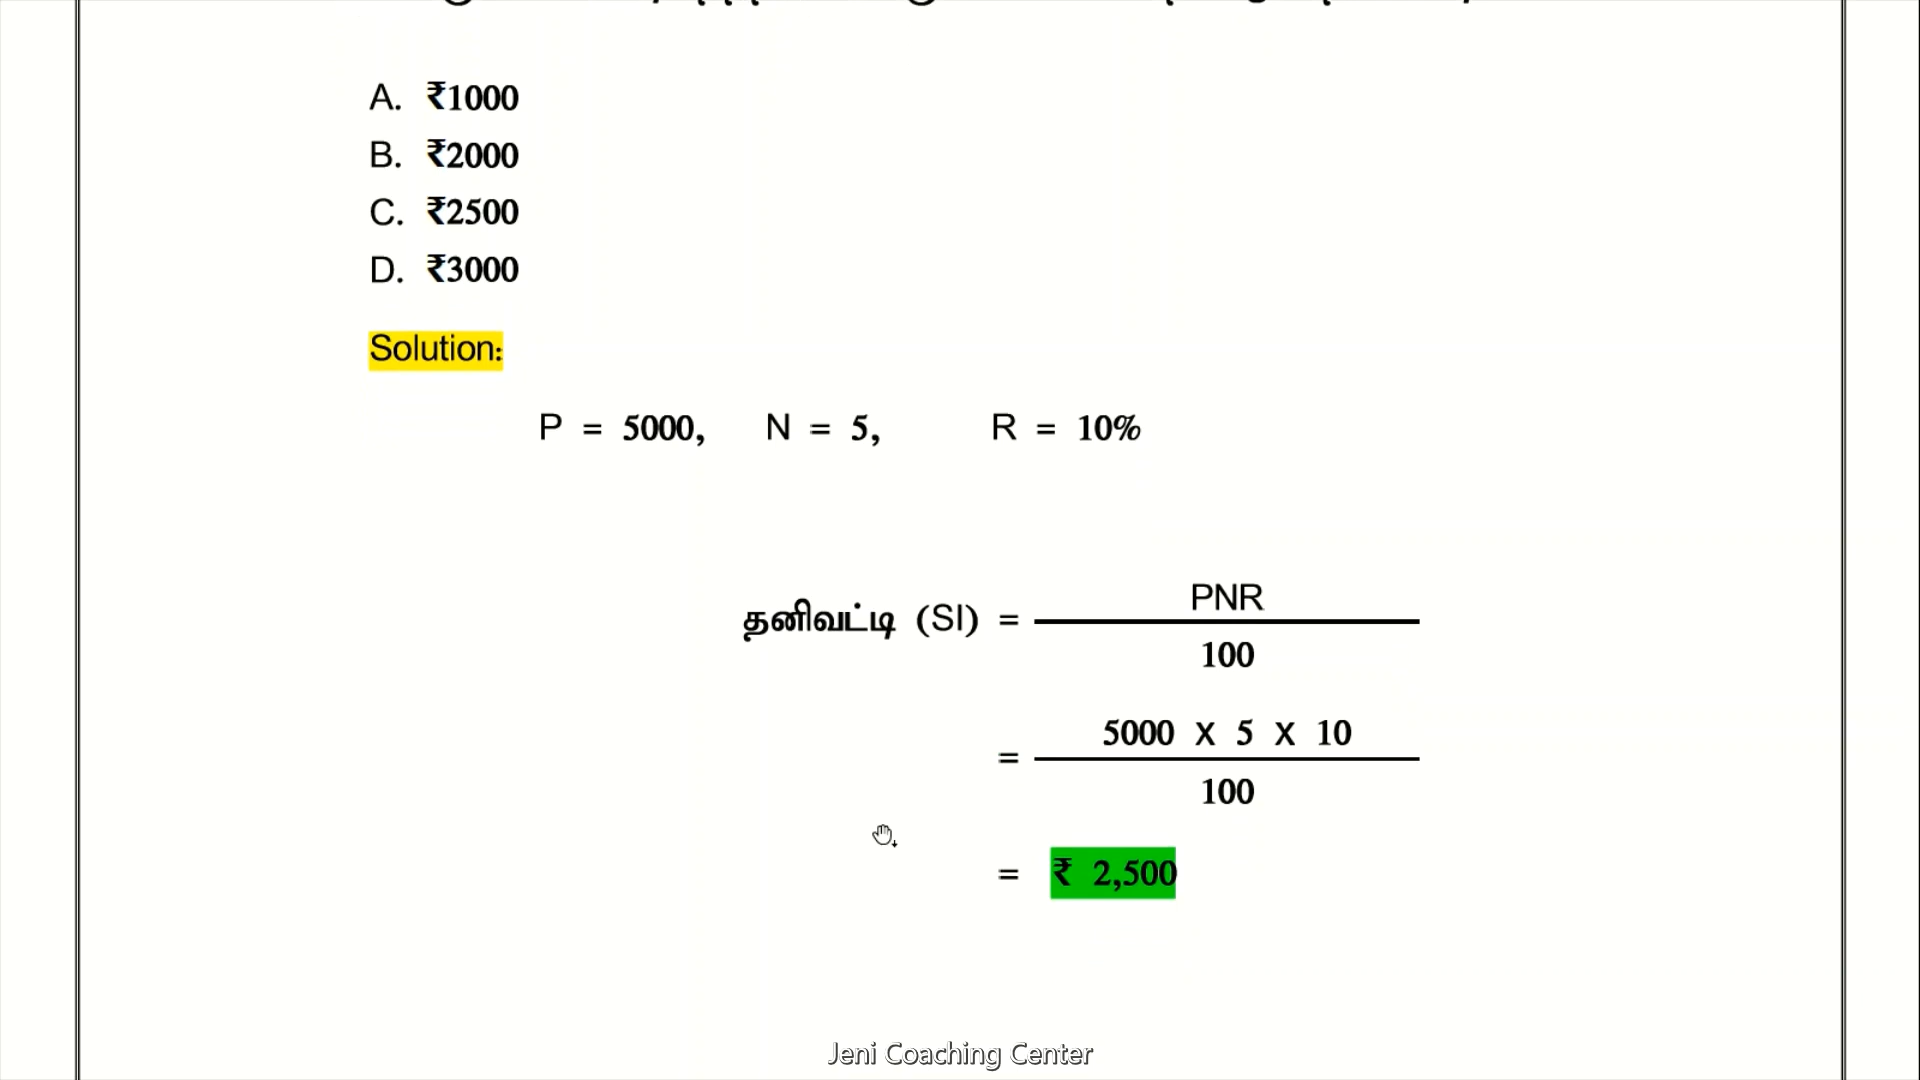 A. ₹1000
B. ₹2000
C. ₹2500
D. ₹3000
Solution:
P = 5000, N = 5, R = 10%
தனிவட்டி (SI) = PNR
100
= 5000 X 5 X 10
100
= ₹ 2,500
Jeni Coaching Center